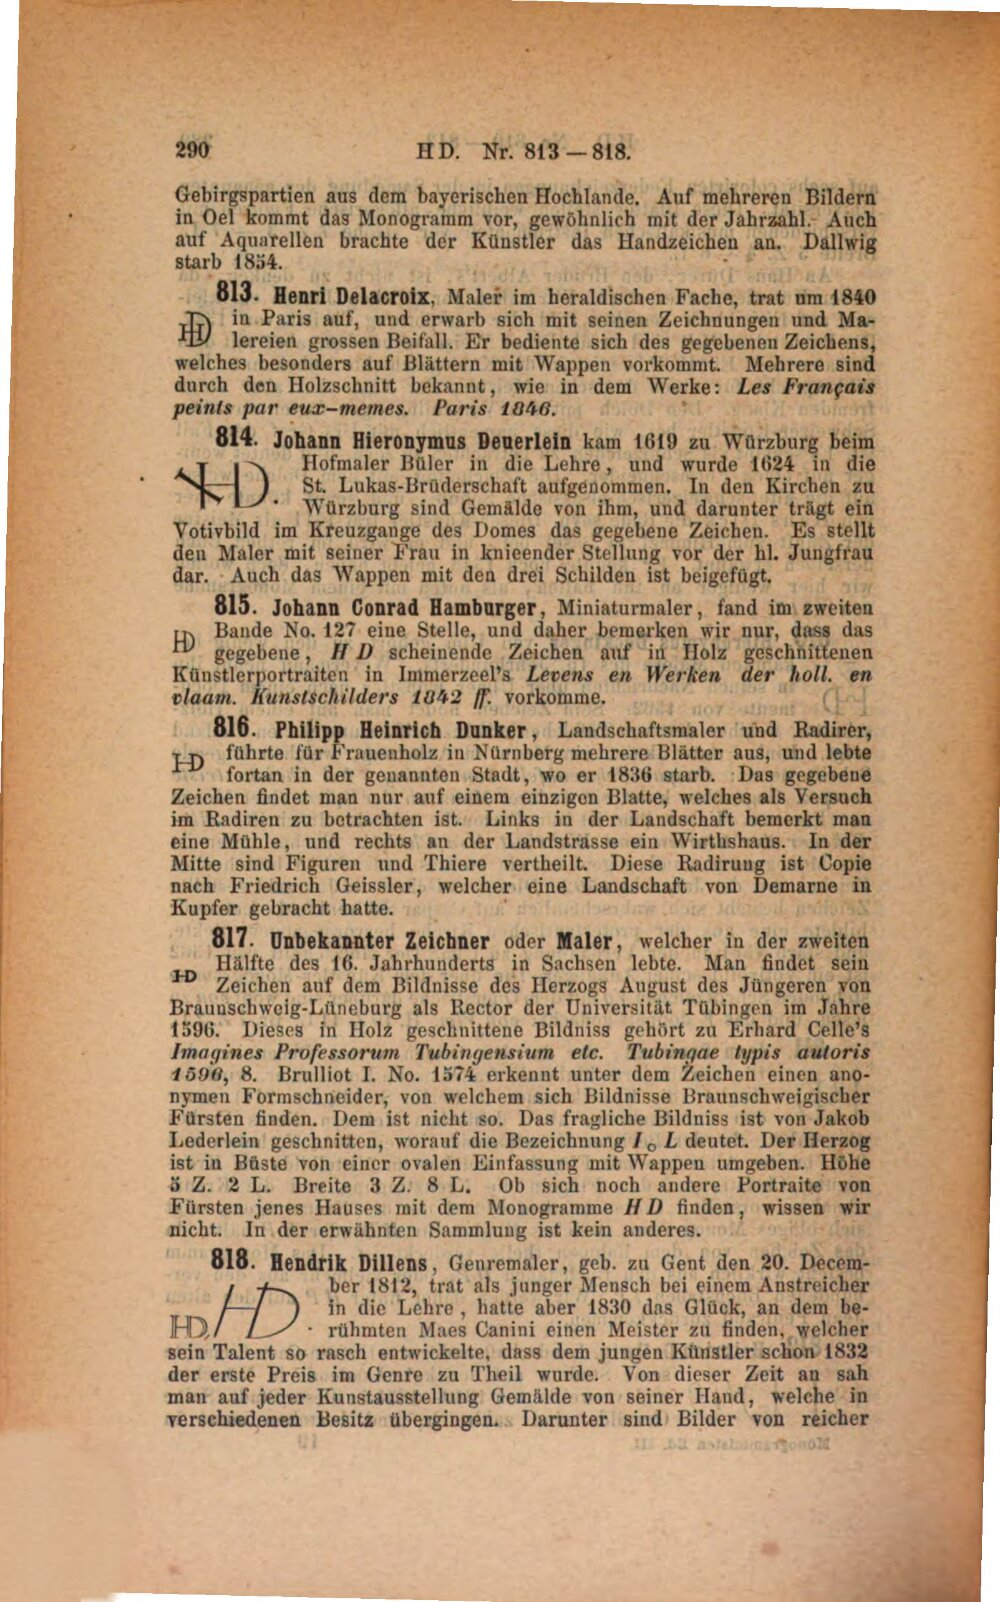 290 HD. Nr. 813—818.
Gebirgspartien aus dem bayerischen Hochlande. Auf mehreren Bildern
in Oel kommt das Monogramm vor, gewöhnlich mit der Jahrzahl. Auch
auf Aquarellen brachte der Künstler das Handzeichen an. Dallwig
starb 1854.
813. Henri Delacroix, Maler im heraldischen Fache, trat um 1840
in Paris auf, und erwarb sich mit seinen Zeichnungen und Ma-
HD lereien grossen Beifall. Er bediente sich des gegebenen Zeichens,
welches besonders auf Blättern mit Wappen vorkommt. Mehrere sind
durch den Holzschnitt bekannt, wie in dem Werke: Les Français
peints par eux-memes. Paris 1846.
814. Johann Hieronymus Deuerlein kam 1619 zu Würzburg beim
Hofmaler Büler in die Lehre, und wurde 1624 in die
HD. St. Lukas-Brüderschaft aufgenommen. In den Kirchen zu
Würzburg sind Gemälde von ihm, und darunter trägt ein
Votivbild im Kreuzgange des Domes das gegebene Zeichen. Es stellt
den Maler mit seiner Frau in knieender Stellung vor der hl. Jungfrau
dar. Auch das Wappen mit den drei Schilden ist beigefügt.
815. Johann Conrad Hamburger, Miniaturmaler, fand im zweiten
HD Bande No. 127 eine Stelle, und daher bemerken wir nur, dass das
gegebene, HD scheinende Zeichen auf in Holz geschnittenen
Künstlerportraiten in Immerzeel's Levens en Werken der holl. en
vlaam. Kunstschilders 1842 ff. vorkomme.
816. Philipp Heinrich Dunker, Landschaftsmaler und Radirer,
HD führte für Frauenholz in Nürnberg mehrere Blätter aus, und lebte
fortan in der genannten Stadt, wo er 1836 starb. Das gegebene
Zeichen findet man nur auf einem einzigen Blatte, welches als Versuch
im Radiren zu betrachten ist. Links in der Landschaft bemerkt man
eine Mühle, und rechts an der Landstrasse ein Wirthshaus. In der
Mitte sind Figuren und Thiere vertheilt. Diese Radirung ist Copie
nach Friedrich Geissler, welcher eine Landschaft von Demarne in
Kupfer gebracht hatte.
817. Unbekannter Zeichner oder Maler, welcher in der zweiten
HD Hälfte des 16. Jahrhunderts in Sachsen lebte. Man findet sein
Zeichen auf dem Bildnisse des Herzogs August des Jüngeren von
Braunschweig-Lüneburg als Rector der Universität Tübingen im Jahre
1596. Dieses in Holz geschnittene Bildniss gehört zu Erhard Celle's
Imagines Professorum Tubingensium etc. Tubingae typis autoris
1596, 8. Brulliot I. No. 1574 erkennt unter dem Zeichen einen ano-
nymen Formschneider, von welchem sich Bildnisse Braunschweigischer
Fürsten finden. Dem ist nicht so. Das fragliche Bildniss ist von Jakob
Lederlein geschnitten, worauf die Bezeichnung I o L deutet. Der Herzog
ist in Büste von einer ovalen Einfassung mit Wappen umgeben. Höhe
5 Z. 2 L. Breite 3 Z. 8 L. Ob sich noch andere Portraite von
Fürsten jenes Hauses mit dem Monogramme HD finden, wissen wir
nicht. In der erwähnten Sammlung ist kein anderes.
818. Hendrik Dillens, Genremaler, geb. zu Gent den 20. Decem-
ber 1812, trat als junger Mensch bei einem Anstreicher
in die Lehre, hatte aber 1830 das Glück, an dem be-
HD, HD. rühmten Maes Canini einen Meister zu finden, welcher
sein Talent so rasch entwickelte, dass dem jungen Künstler schon 1832
der erste Preis im Genre zu Theil wurde. Von dieser Zeit an sah
man auf jeder Kunstausstellung Gemälde von seiner Hand, welche in
verschiedenen Besitz übergingen. Darunter sind Bilder von reicher